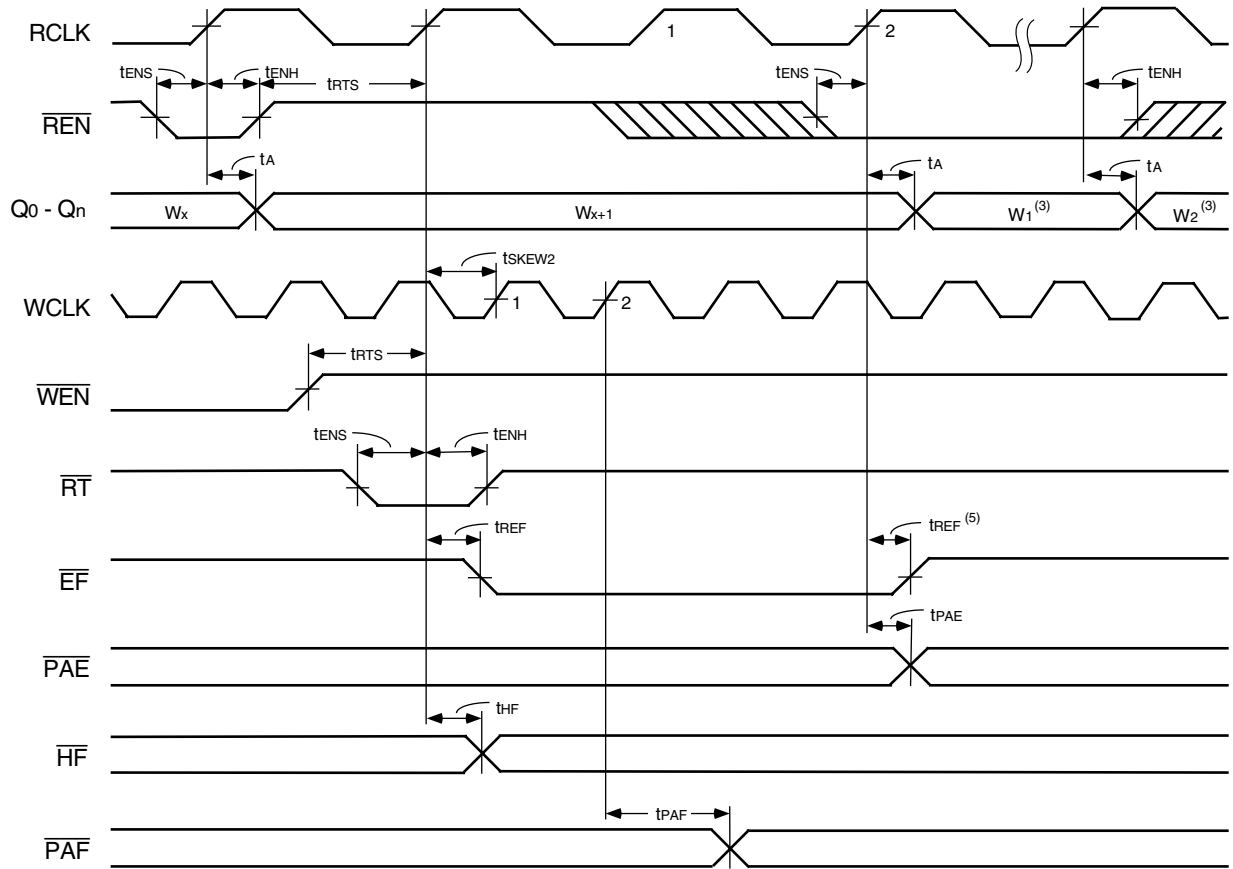 RCLK 1 2
tENS tENH tRTS tENS tENH
REN
tA tA tA
Q0 - Qn Wx Wx+1 W1(3) W2(3)
tSKEW2
WCLK 1 2
tRTS
WEN
tENS tENH
RT
tREF tREF (5)
EF
tPAE
PAE
tHF
HF
tPAF
PAF